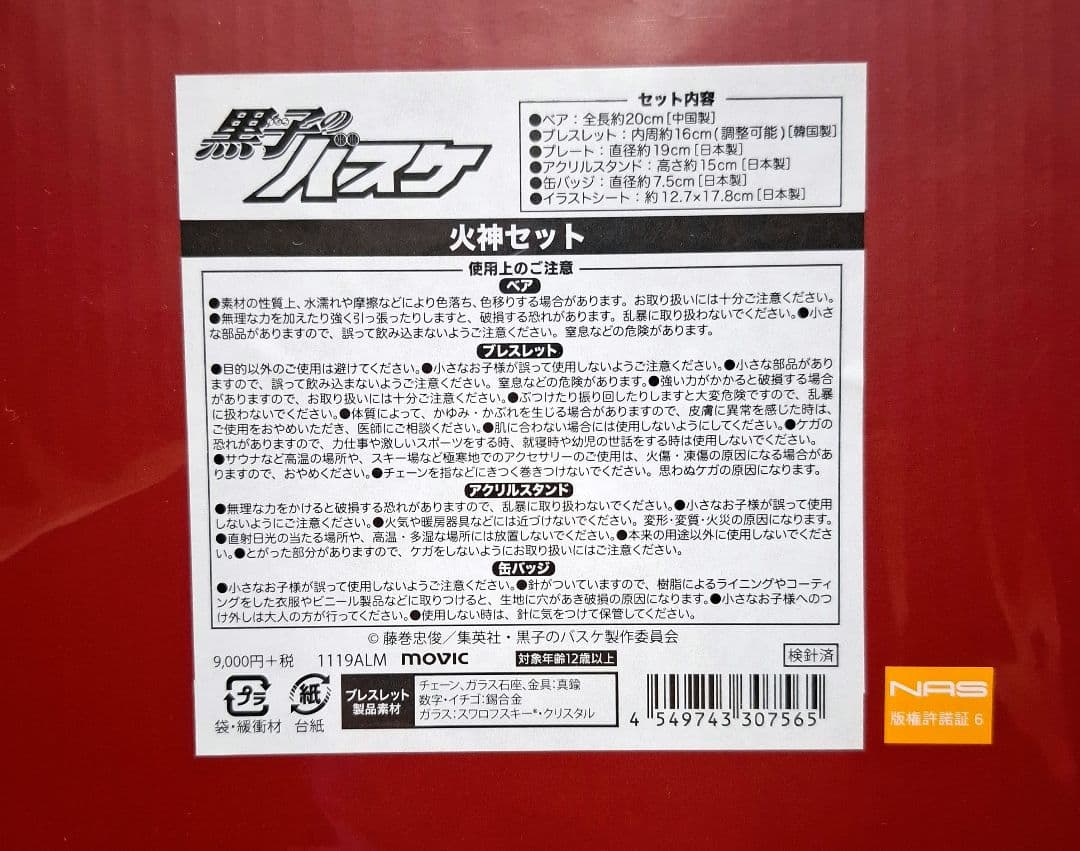 黒子のバスケ
セット内容
●ベア：全長約20cm[中国製]
●ブレスレット：内周約16cm(調整可能)[韓国製]
●プレート：直径約19cm[日本製]
●アクリルスタンド：高さ約15cm[日本製]
●缶バッジ：直径約7.5cm[日本製]
●イラストシート：約12.7×17.8cm[日本製]
火神セット
使用上のご注意
ベア
●素材の性質上、水濡れや摩擦などにより色落ち、色移りする場合があります。お取り扱いには十分ご注意ください。
●無理な力を加えたり強く引っ張ったりしますと、破損する恐れがあります。乱暴に取り扱わないでください。●小さ
な部品がありますので、誤って飲み込まないようご注意ください。窒息などの危険があります。
ブレスレット
●目的以外のご使用は避けてください。●小さなお子様が誤って使用しないようご注意ください。●小さな部品があり
ますので、誤って飲み込まないようご注意ください。窒息などの危険があります。●強い力がかかると破損する場合
がありますので、お取り扱いには十分ご注意ください。●ぶつけたり振り回したりしますと大変危険ですので、乱暴
に扱わないでください。●体質によって、かゆみ・かぶれを生じる場合がありますので、皮膚に異常を感じた時は、
ご使用をおやめいただき、医師にご相談ください。●肌に合わない場合には使用しないようにしてください。●ケガの
恐れがありますので、力仕事や激しいスポーツをする時、就寝時や幼児の世話をする時は使用しないでください。
●サウナなど高温の場所や、スキー場など極寒地でのアクセサリーのご使用は、火傷・凍傷の原因になる場合があ
りますので、おやめください。●チェーンを指などにきつく巻きつけないでください。思わぬケガの原因になります。
アクリルスタンド
●無理な力をかけると破損する恐れがありますので、乱暴に取り扱わないでください。●小さなお子様が誤って使用
しないようにご注意ください。●火気や暖房器具などには近づけないでください。変形・変質・火災の原因になります。
●直射日光の当たる場所や、高温・多湿な場所には放置しないでください。●本来の用途以外に使用しないでくださ
い。●とがった部分がありますので、ケガをしないようにお取り扱いにはご注意ください。
缶バッジ
●小さなお子様が誤って使用しないようご注意ください。●針がついていますので、樹脂によるライニングやコーティ
ングをした衣服やビニール製品などに取りつけると、生地に穴があき破損の原因になります。●小さなお子様へのつ
け外しは大人の方が行ってください。●使用しない時は、針に気をつけて保管してください。
© 藤巻忠俊／集英社・黒子のバスケ製作委員会
9,000円＋税 1119ALM movic 対象年齢12歳以上 検針済
プラ 紙
袋・緩衝材 台紙
ブレスレット
製品素材
チェーン、ガラス石座、金具：真鍮
数字・イチゴ：錫合金
ガラス：スワロフスキー®・クリスタル
4 549743 307565
NAS
版権許諾証 6